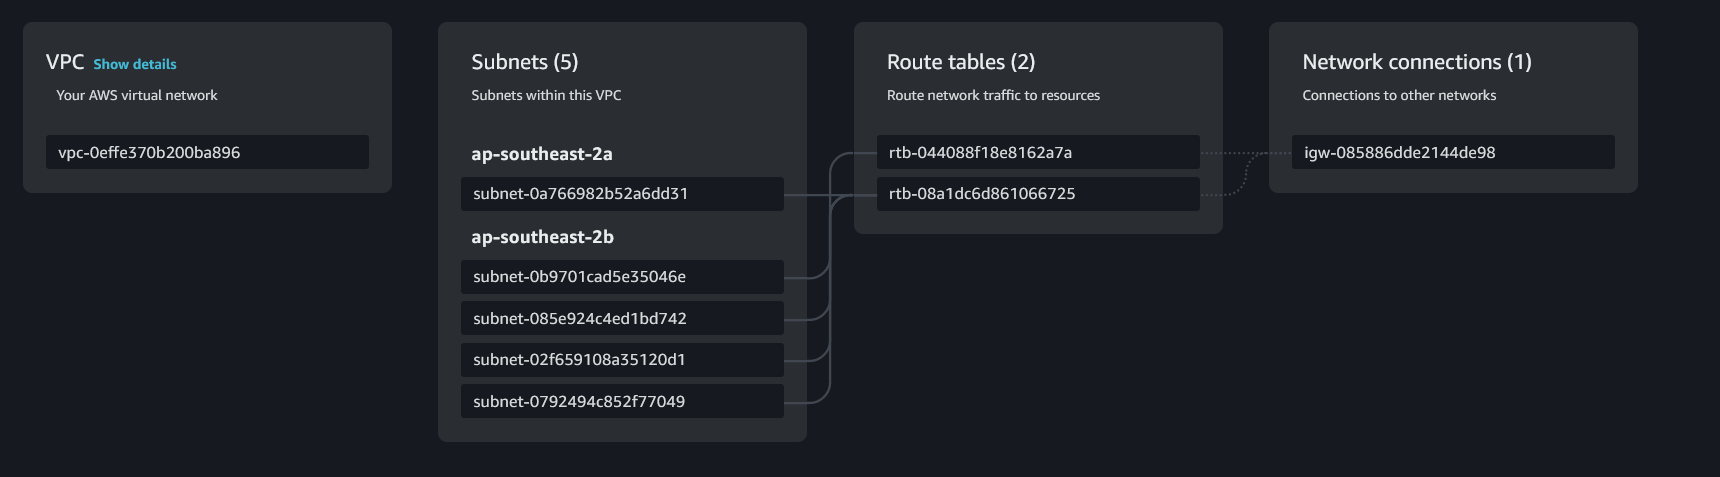 VPC Show details
Your AWS virtual network
vpc-0effe370b200ba896
Subnets (5)
Subnets within this VPC
ap-southeast-2a
subnet-0a766982b52a6dd31
ap-southeast-2b
subnet-0b9701cad5e35046e
subnet-085e924c4ed1bd742
subnet-02f659108a35120d1
subnet-0792494c852f77049
Route tables (2)
Route network traffic to resources
rtb-044088f18e8162a7a
rtb-08a1dc6d861066725
Network connections (1)
Connections to other networks
igw-085886dde2144de98